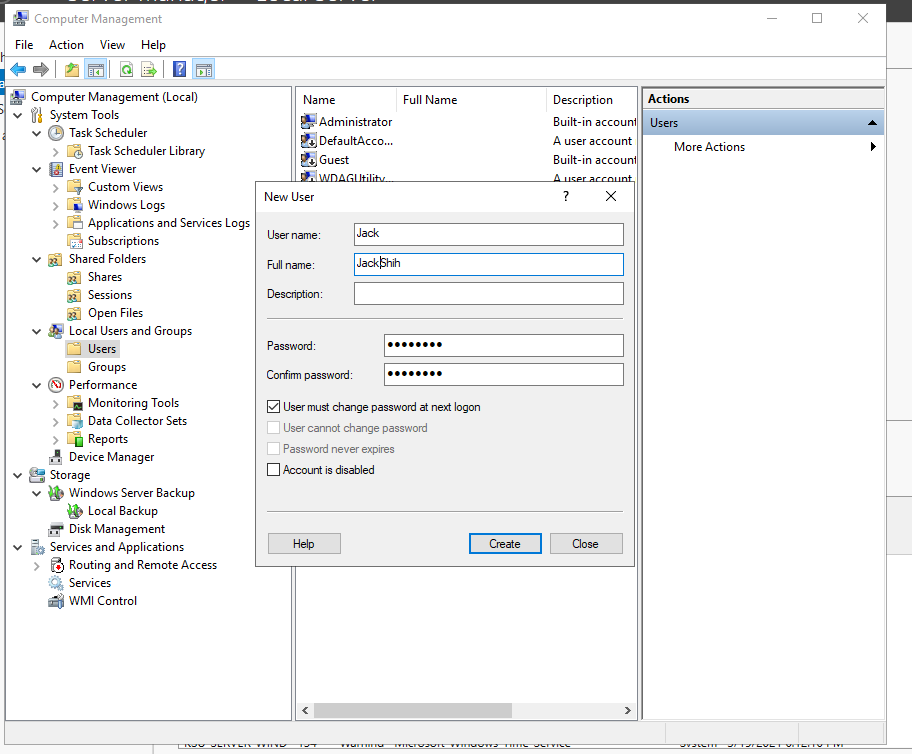 Computer Management
File Action View Help
Computer Management (Local)
System Tools
Task Scheduler
Task Scheduler Library
Event Viewer
Custom Views
Windows Logs
Applications and Services Logs
Subscriptions
Shared Folders
Shares
Sessions
Open Files
Local Users and Groups
Users
Groups
Performance
Monitoring Tools
Data Collector Sets
Reports
Device Manager
Storage
Windows Server Backup
Local Backup
Disk Management
Services and Applications
Routing and Remote Access
Services
WMI Control
Name Full Name Description
Administrator Built-in account
DefaultAcco... A user account
Guest Built-in account
WDAGUtility... A user account
Actions
Users
More Actions
New User
?
User name: Jack
Full name: Jack Shih
Description:
Password: ●●●●●●●●
Confirm password: ●●●●●●●●
User must change password at next logon
User cannot change password
Password never expires
Account is disabled
Help Create Close